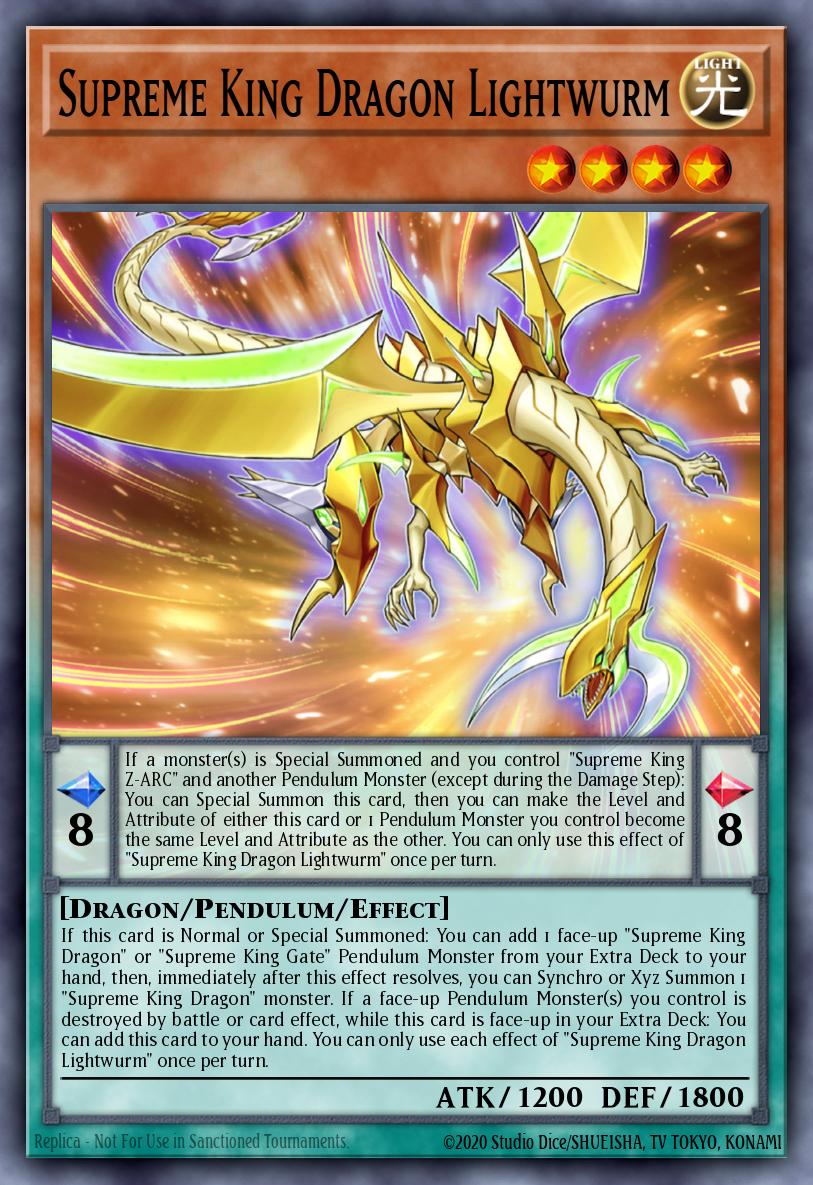 Supreme King Dragon Lightwurm
LIGHT
光
If a monster(s) is Special Summoned and you control "Supreme King
Z-ARC" and another Pendulum Monster (except during the Damage Step):
You can Special Summon this card, then you can make the Level and
Attribute of either this card or 1 Pendulum Monster you control become
the same Level and Attribute as the other. You can only use this effect of
"Supreme King Dragon Lightwurm" once per turn.
8
8
[Dragon/Pendulum/Effect]
If this card is Normal or Special Summoned: You can add 1 face-up "Supreme King
Dragon" or "Supreme King Gate" Pendulum Monster from your Extra Deck to your
hand, then, immediately after this effect resolves, you can Synchro or Xyz Summon 1
"Supreme King Dragon" monster. If a face-up Pendulum Monster(s) you control is
destroyed by battle or card effect, while this card is face-up in your Extra Deck: You
can add this card to your hand. You can only use each effect of "Supreme King Dragon
Lightwurm" once per turn.
ATK/1200 DEF/1800
Replica - Not For Use in Sanctioned Tournaments.
©2020 Studio Dice/SHUEISHA, TV TOKYO, KONAMI